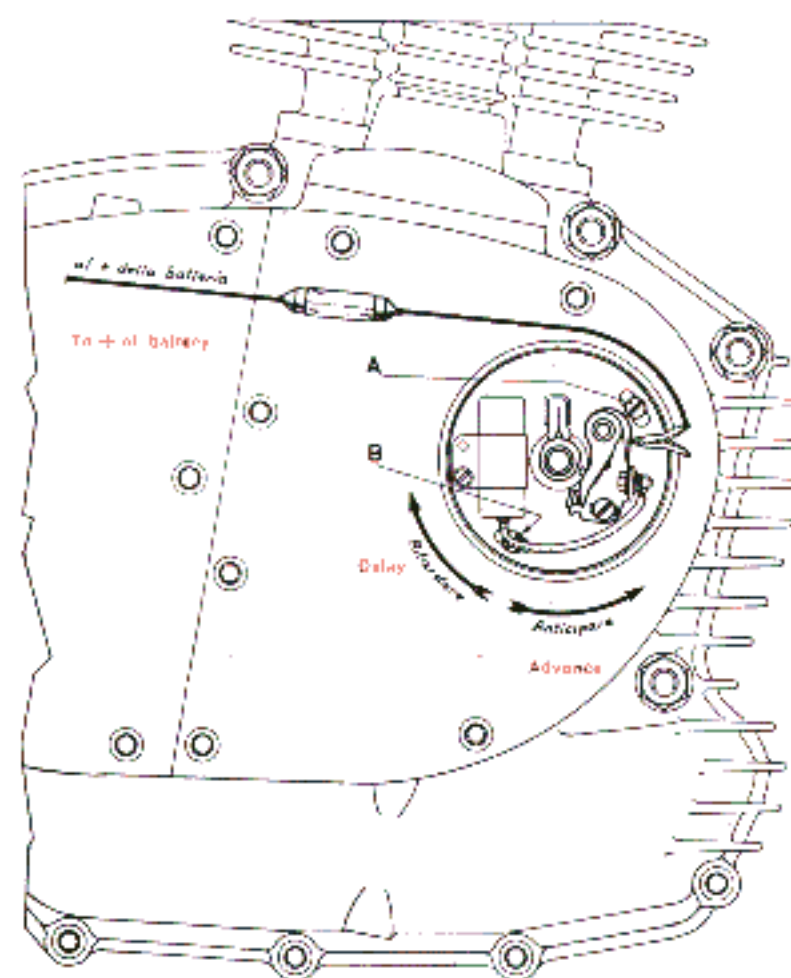 al + della batteria
To + of battery
A
B
Delay
Ritardare
Anticipare
Advance